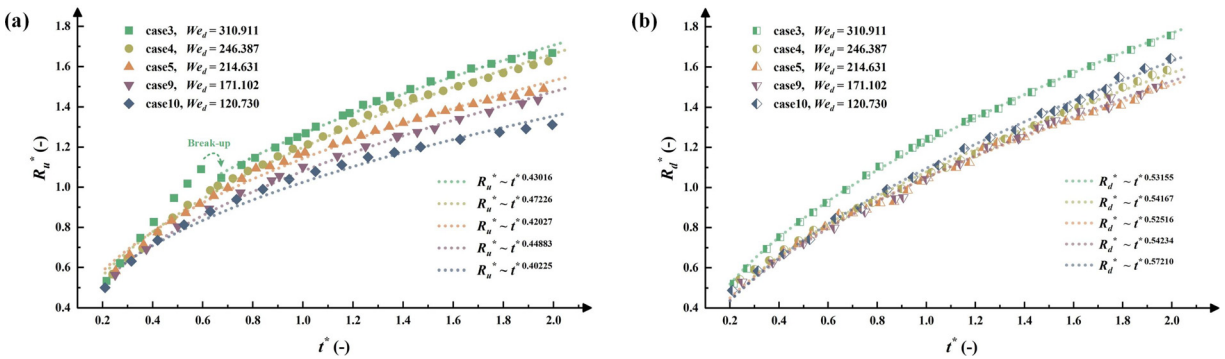 (a)
case3, We_d = 310.911
case4, We_d = 246.387
case5, We_d = 214.631
case9, We_d = 171.102
case10, We_d = 120.730
Break-up
R_u^* ~ t^*0.43016
R_u^* ~ t^*0.47226
R_u^* ~ t^*0.42027
R_u^* ~ t^*0.44883
R_u^* ~ t^*0.40225
R_u^* (-)
1.8
1.6
1.4
1.2
1.0
0.8
0.6
0.4
0.2 0.4 0.6 0.8 1.0 1.2 1.4 1.6 1.8 2.0
t^* (-)
(b)
case3, We_d = 310.911
case4, We_d = 246.387
case5, We_d = 214.631
case9, We_d = 171.102
case10, We_d = 120.730
R_d^* ~ t^*0.53155
R_d^* ~ t^*0.54167
R_d^* ~ t^*0.52516
R_d^* ~ t^*0.54234
R_d^* ~ t^*0.57210
R_d^* (-)
1.8
1.6
1.4
1.2
1.0
0.8
0.6
0.4
0.2 0.4 0.6 0.8 1.0 1.2 1.4 1.6 1.8 2.0
t^* (-)